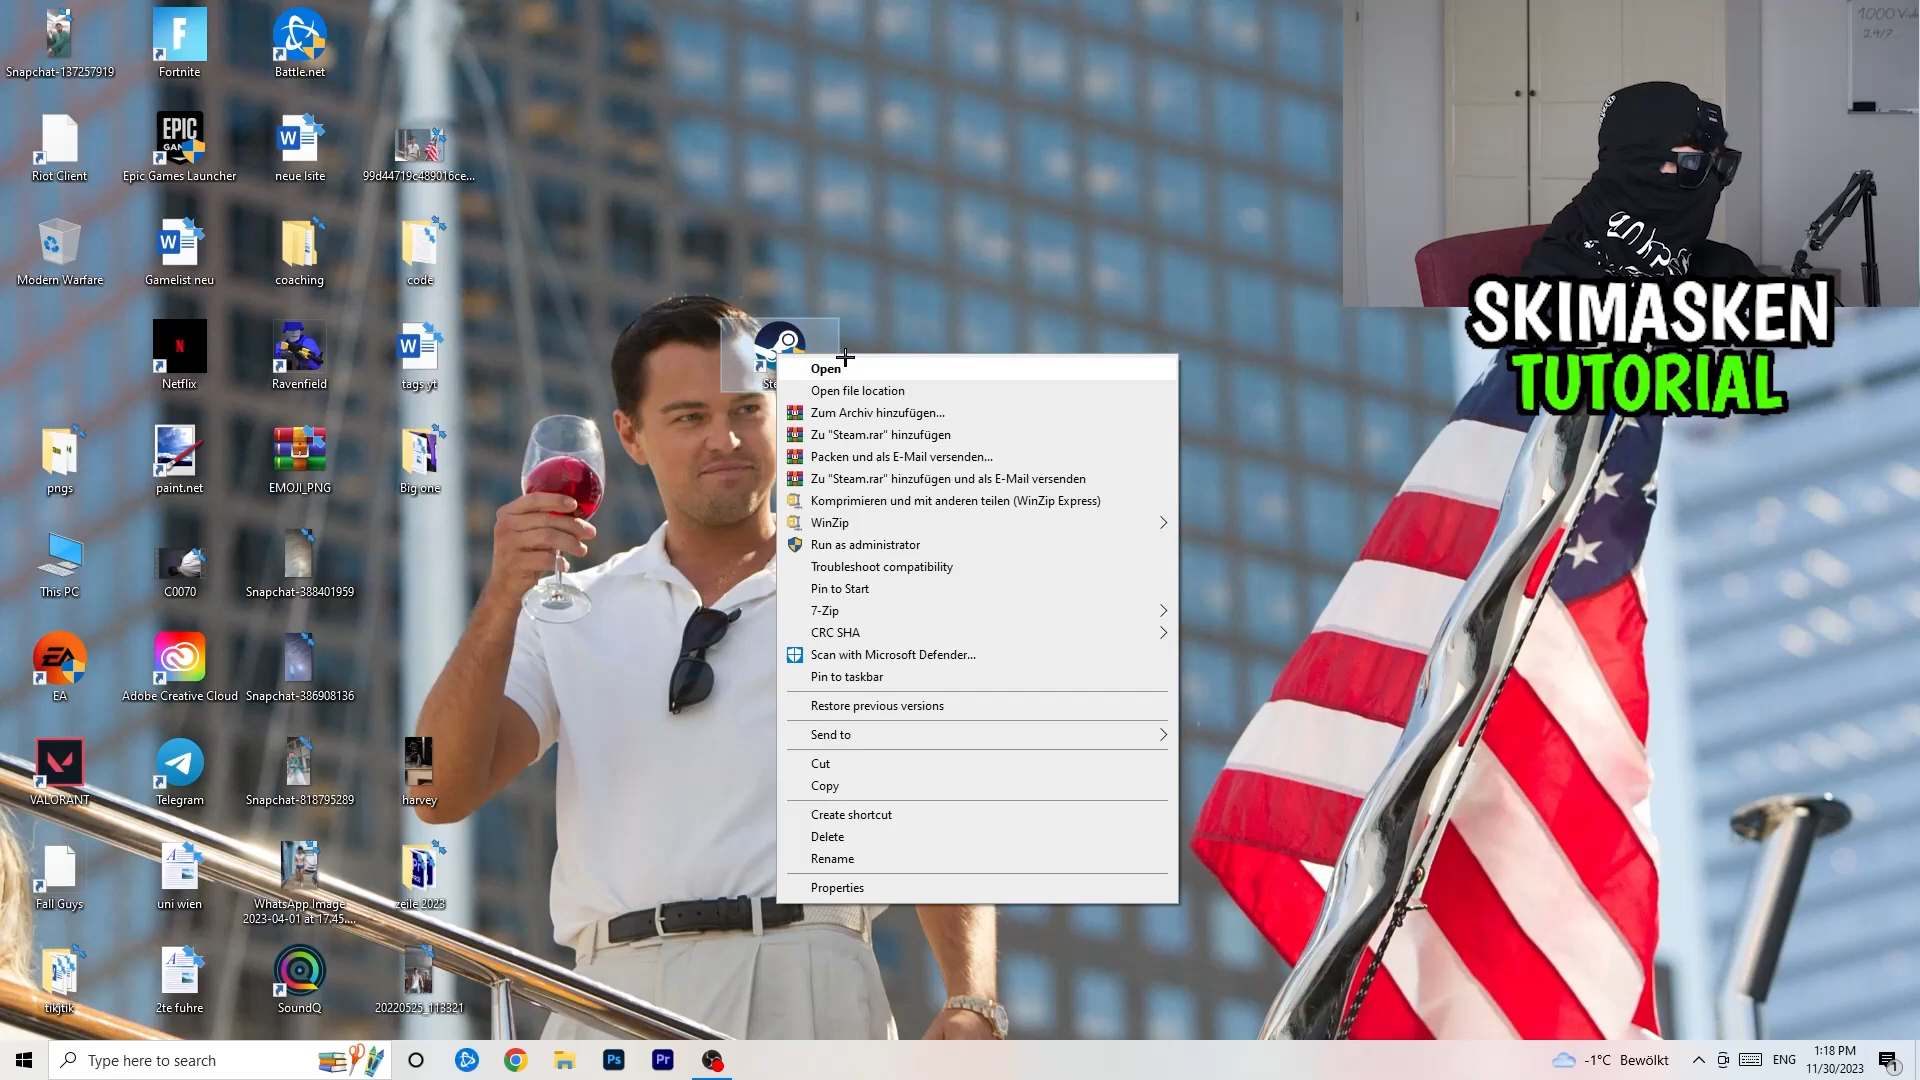 Snapchat-137257919
Fortnite
Battle.net
Riot Client
EPIC
Epic Games Launcher
neue lsite
99d44719c489016ce...
Modern Warfare
Gamelist neu
coaching
code
Netflix
Ravenfield
tags.yt
pngs
paint.net
EMOJI_PNG
Big one
This PC
C0070
Snapchat-388401959
EA
Adobe Creative Cloud
Snapchat-386908136
VALORANT
Telegram
Snapchat-818795289
harvey
Fall Guys
uni wien
WhatsApp Image
2023-04-01 at 17.45....
zeile 2023
tikjtik
2te fuhre
SoundQ
20220525_113321
Open
Open file location
Zum Archiv hinzufügen...
Zu "Steam.rar" hinzufügen
Packen und als E-Mail versenden...
Zu "Steam.rar" hinzufügen und als E-Mail versenden
Komprimieren und mit anderen teilen (WinZip Express)
WinZip
Run as administrator
Troubleshoot compatibility
Pin to Start
7-Zip
CRC SHA
Scan with Microsoft Defender...
Pin to taskbar
Restore previous versions
Send to
Cut
Copy
Create shortcut
Delete
Rename
Properties
24/7
SKIMASKEN
TUTORIAL
Type here to search
Ps
Pr
-1°C Bewölkt
ENG
1:18 PM
11/30/2023
1